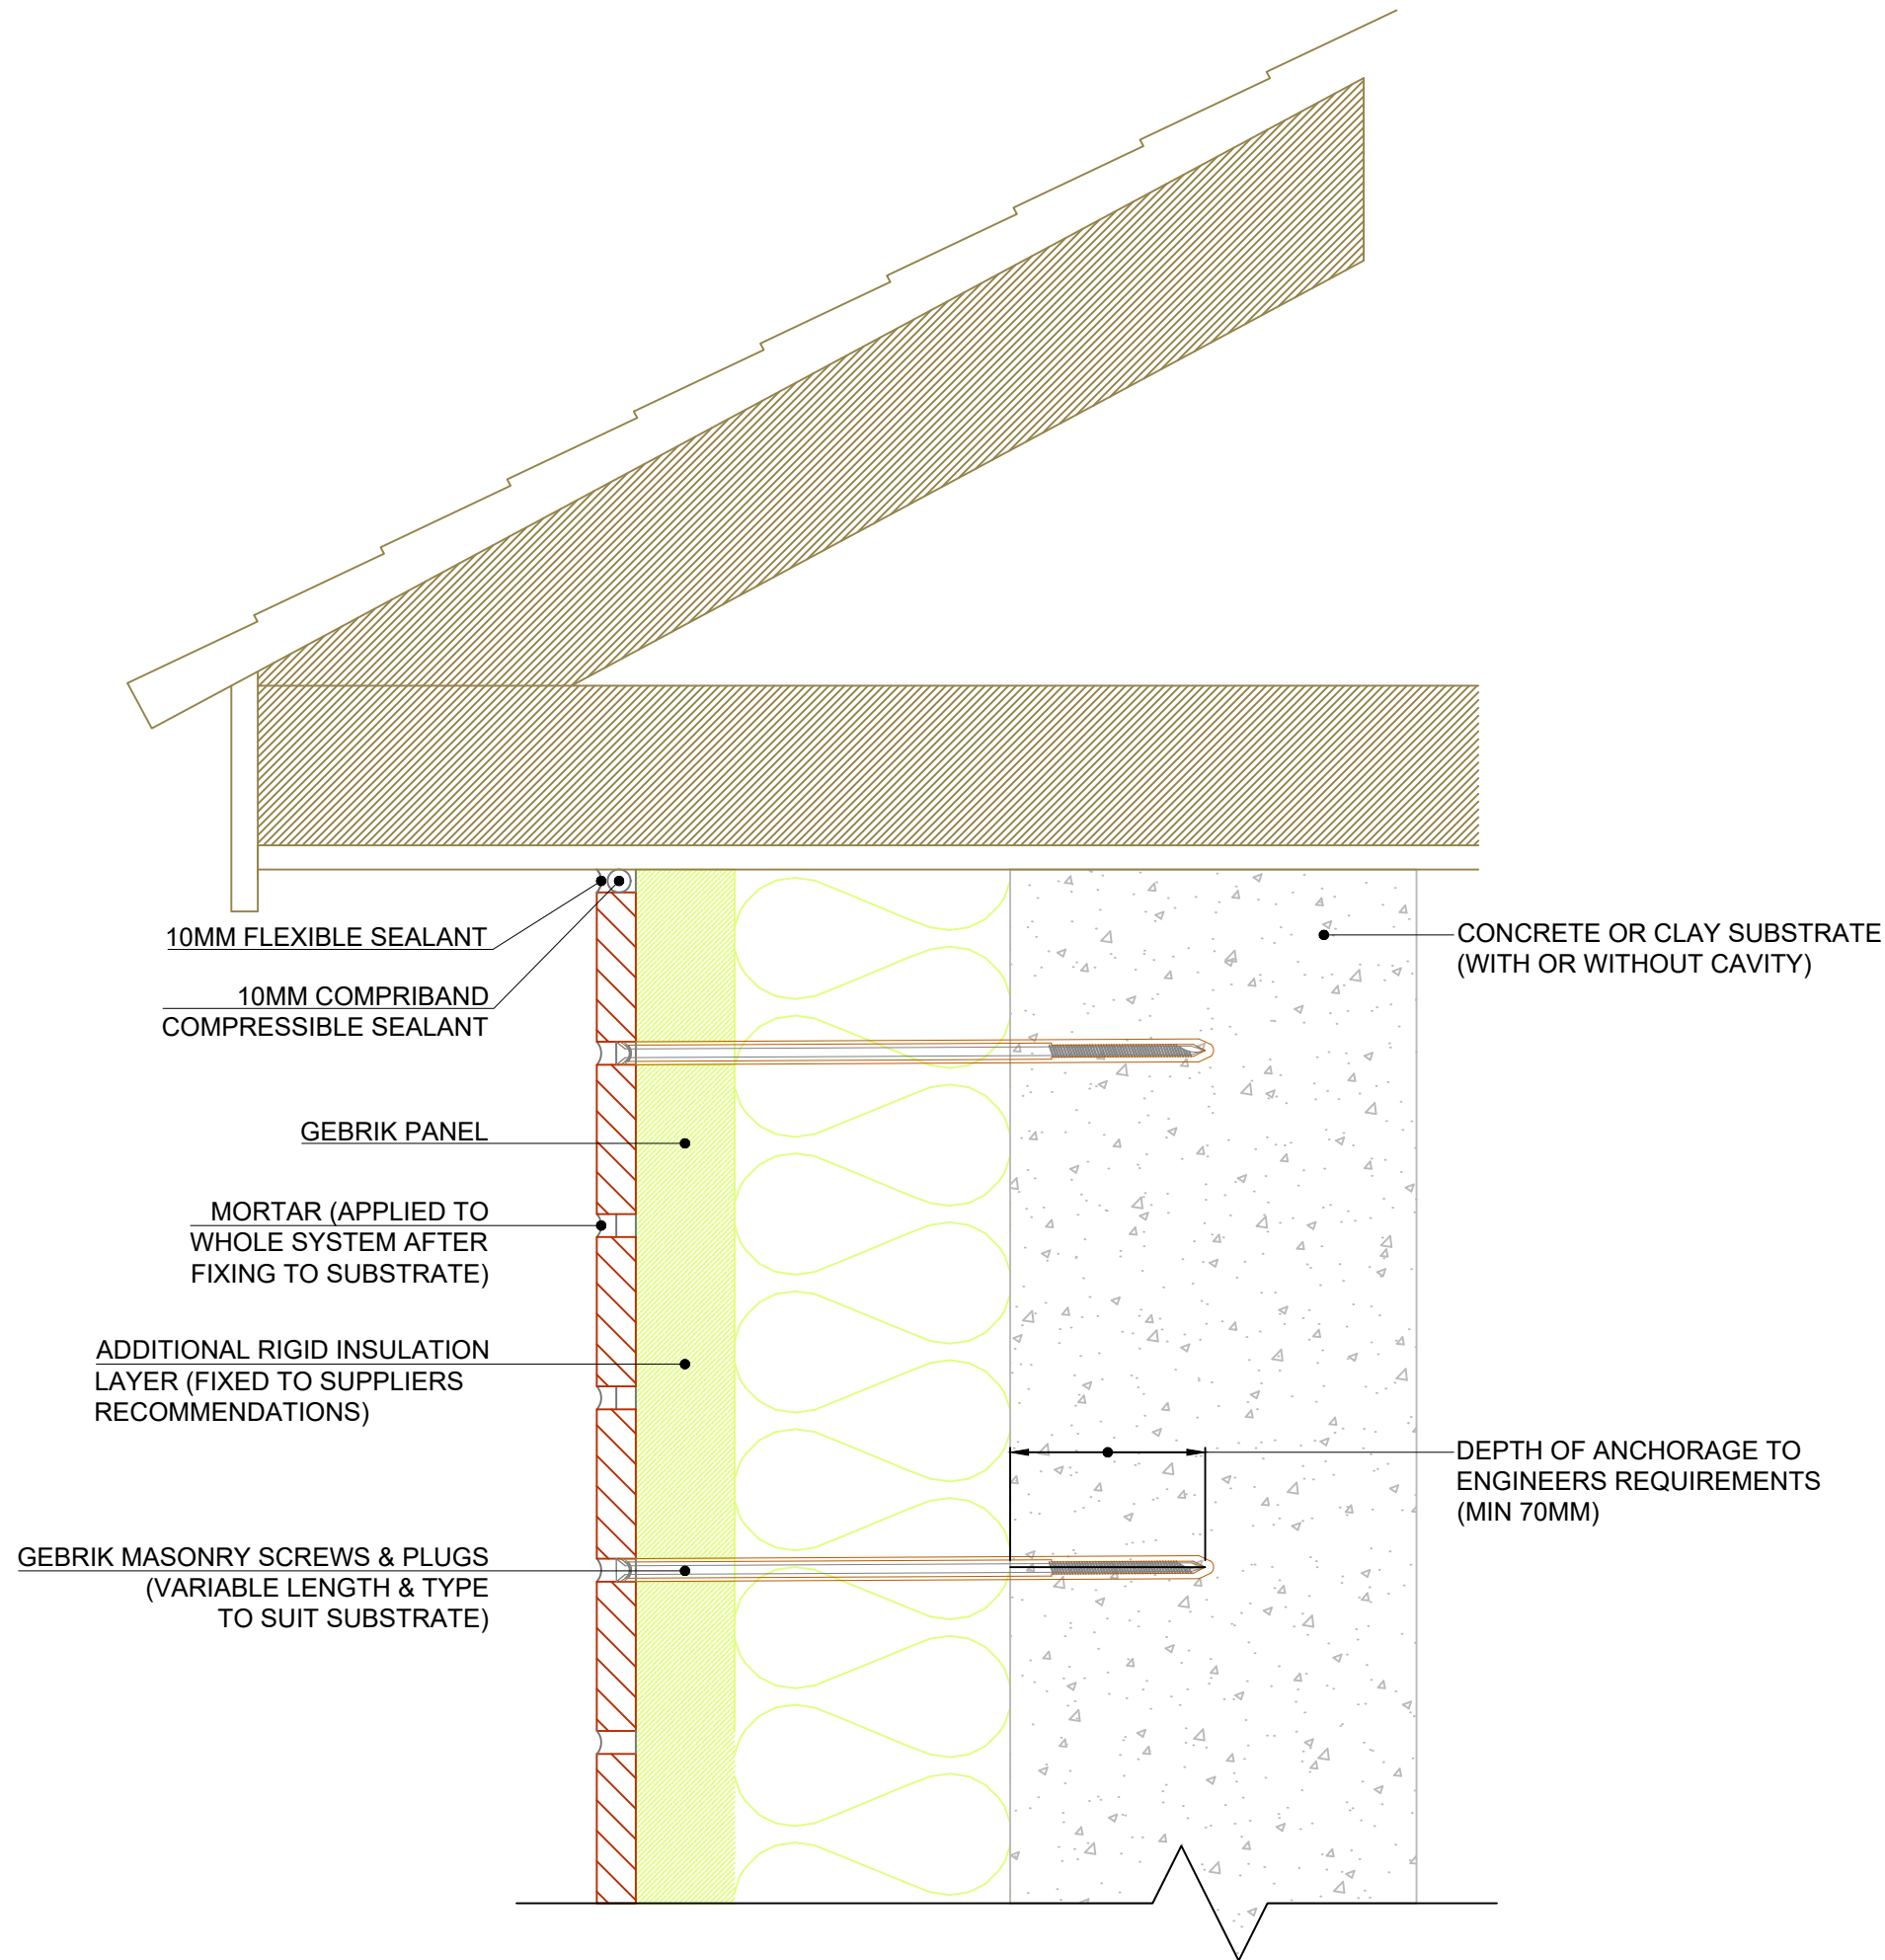 10MM FLEXIBLE SEALANT
10MM COMPRIBAND
COMPRESSIBLE SEALANT
GEBRIK PANEL
MORTAR (APPLIED TO
WHOLE SYSTEM AFTER
FIXING TO SUBSTRATE)
ADDITIONAL RIGID INSULATION
LAYER (FIXED TO SUPPLIERS
RECOMMENDATIONS)
GEBRIK MASONRY SCREWS & PLUGS
(VARIABLE LENGTH & TYPE
TO SUIT SUBSTRATE)
CONCRETE OR CLAY SUBSTRATE
(WITH OR WITHOUT CAVITY)
DEPTH OF ANCHORAGE TO
ENGINEERS REQUIREMENTS
(MIN 70MM)